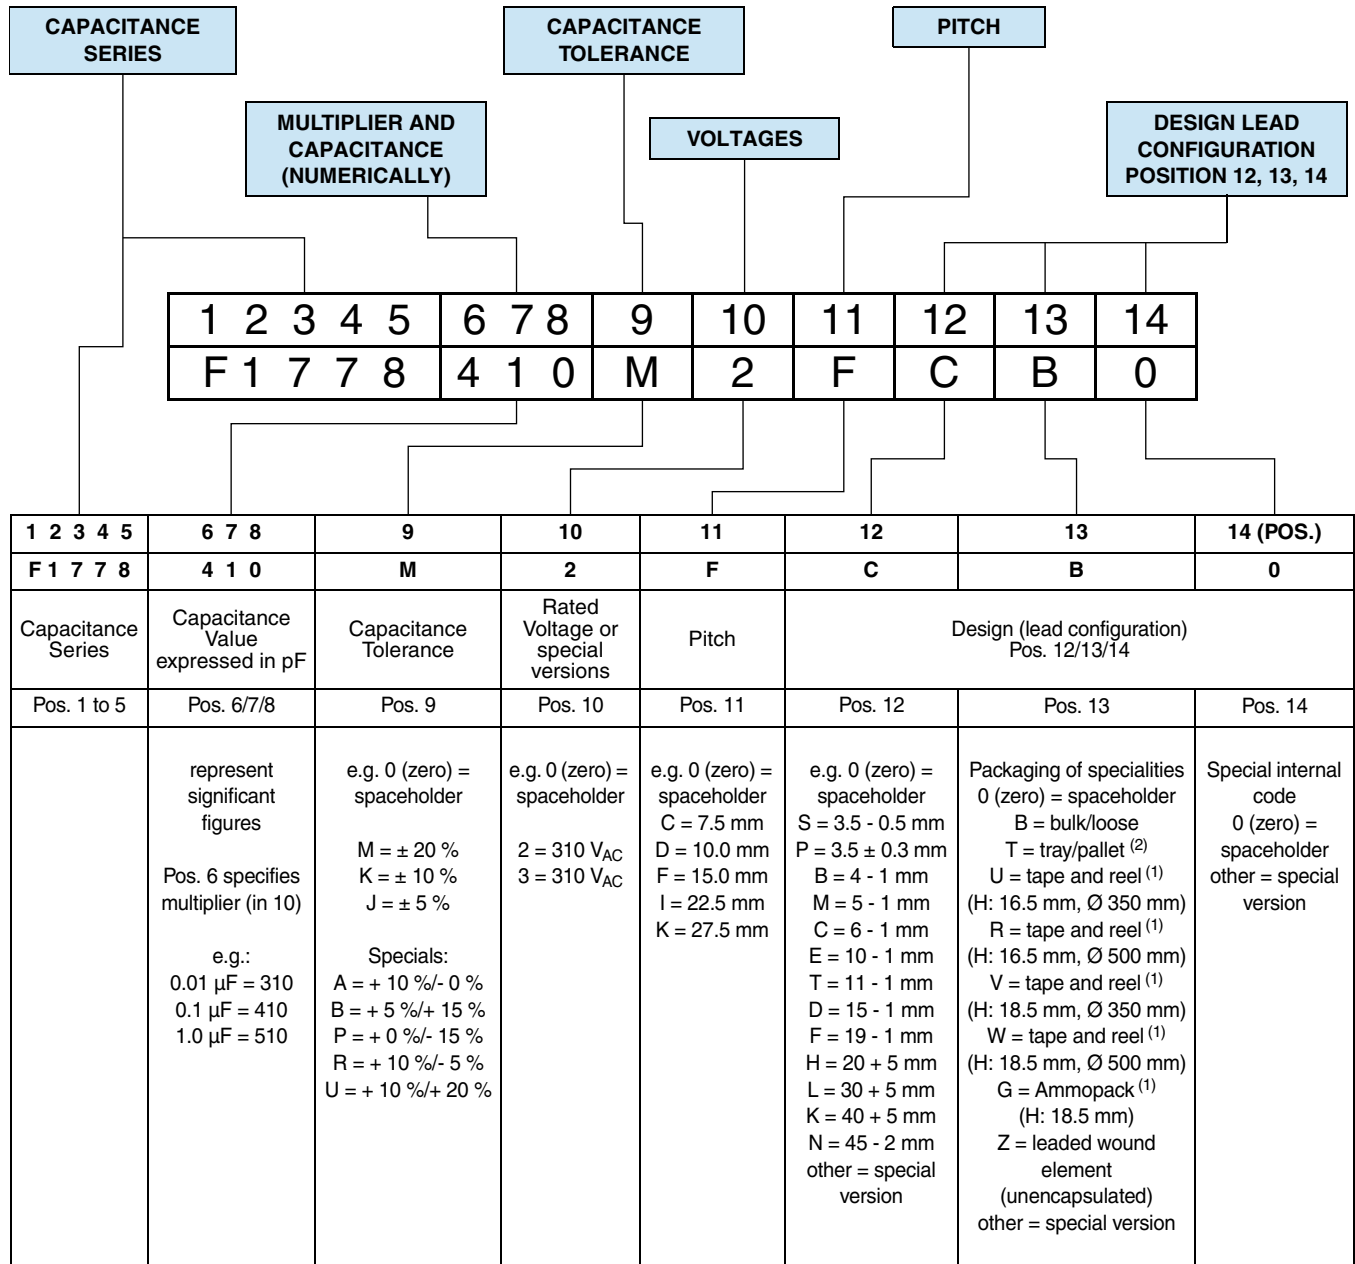 CAPACITANCE
SERIES
CAPACITANCE
TOLERANCE
PITCH
MULTIPLIER AND
CAPACITANCE
(NUMERICALLY)
VOLTAGES
DESIGN LEAD
CONFIGURATION
POSITION 12, 13, 14
1 2 3 4 5 6 7 8 9 10 11 12 13 14
F 1 7 7 8 4 1 0 M 2 F C B 0
1 2 3 4 5 6 7 8 9 10 11 12 13 14 (POS.)
F 1 7 7 8 4 1 0 M 2 F C B 0
Capacitance
Series
Capacitance
Value
expressed in pF
Capacitance
Tolerance
Rated
Voltage or
special
versions
Pitch
Design (lead configuration)
Pos. 12/13/14
Pos. 1 to 5 Pos. 6/7/8 Pos. 9 Pos. 10 Pos. 11 Pos. 12 Pos. 13 Pos. 14
represent
significant
figures
Pos. 6 specifies
multiplier (in 10)
e.g.:
0.01 µF = 310
0.1 µF = 410
1.0 µF = 510
e.g. 0 (zero) =
spaceholder
M = ± 20 %
K = ± 10 %
J = ± 5 %
Specials:
A = + 10 %/- 0 %
B = + 5 %/+ 15 %
P = + 0 %/- 15 %
R = + 10 %/- 5 %
U = + 10 %/+ 20 %
e.g. 0 (zero) =
spaceholder
2 = 310 VAC
3 = 310 VAC
e.g. 0 (zero) =
spaceholder
C = 7.5 mm
D = 10.0 mm
F = 15.0 mm
I = 22.5 mm
K = 27.5 mm
e.g. 0 (zero) =
spaceholder
S = 3.5 - 0.5 mm
P = 3.5 ± 0.3 mm
B = 4 - 1 mm
M = 5 - 1 mm
C = 6 - 1 mm
E = 10 - 1 mm
T = 11 - 1 mm
D = 15 - 1 mm
F = 19 - 1 mm
H = 20 + 5 mm
L = 30 + 5 mm
K = 40 + 5 mm
N = 45 - 2 mm
other = special
version
Packaging of specialities
0 (zero) = spaceholder
B = bulk/loose
T = tray/pallet (2)
U = tape and reel (1)
(H: 16.5 mm, Ø 350 mm)
R = tape and reel (1)
(H: 16.5 mm, Ø 500 mm)
V = tape and reel (1)
(H: 18.5 mm, Ø 350 mm)
W = tape and reel (1)
(H: 18.5 mm, Ø 500 mm)
G = Ammopack (1)
(H: 18.5 mm)
Z = leaded wound
element
(unencapsulated)
other = special version
Special internal
code
0 (zero) =
spaceholder
other = special
version